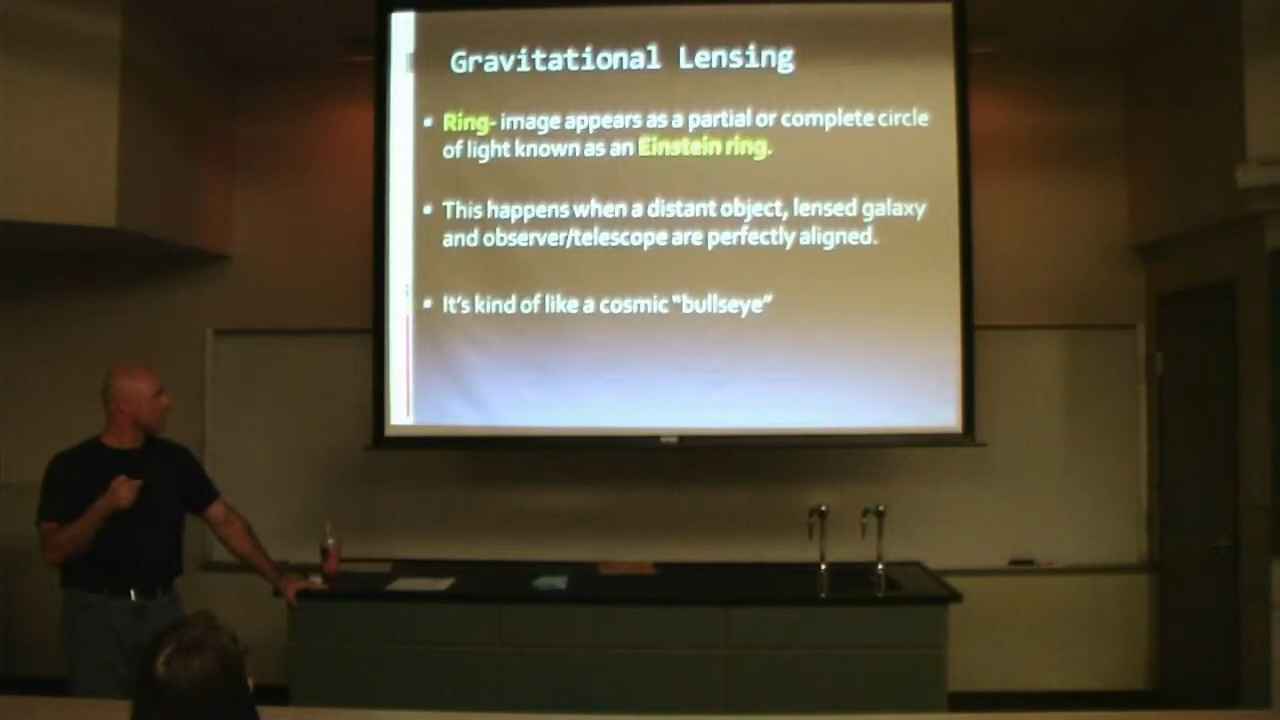 Gravitational Lensing
• Ring- image appears as a partial or complete circle
of light known as an Einstein ring.
• This happens when a distant object, lensed galaxy
and observer/telescope are perfectly aligned.
• It's kind of like a cosmic "bullseye"